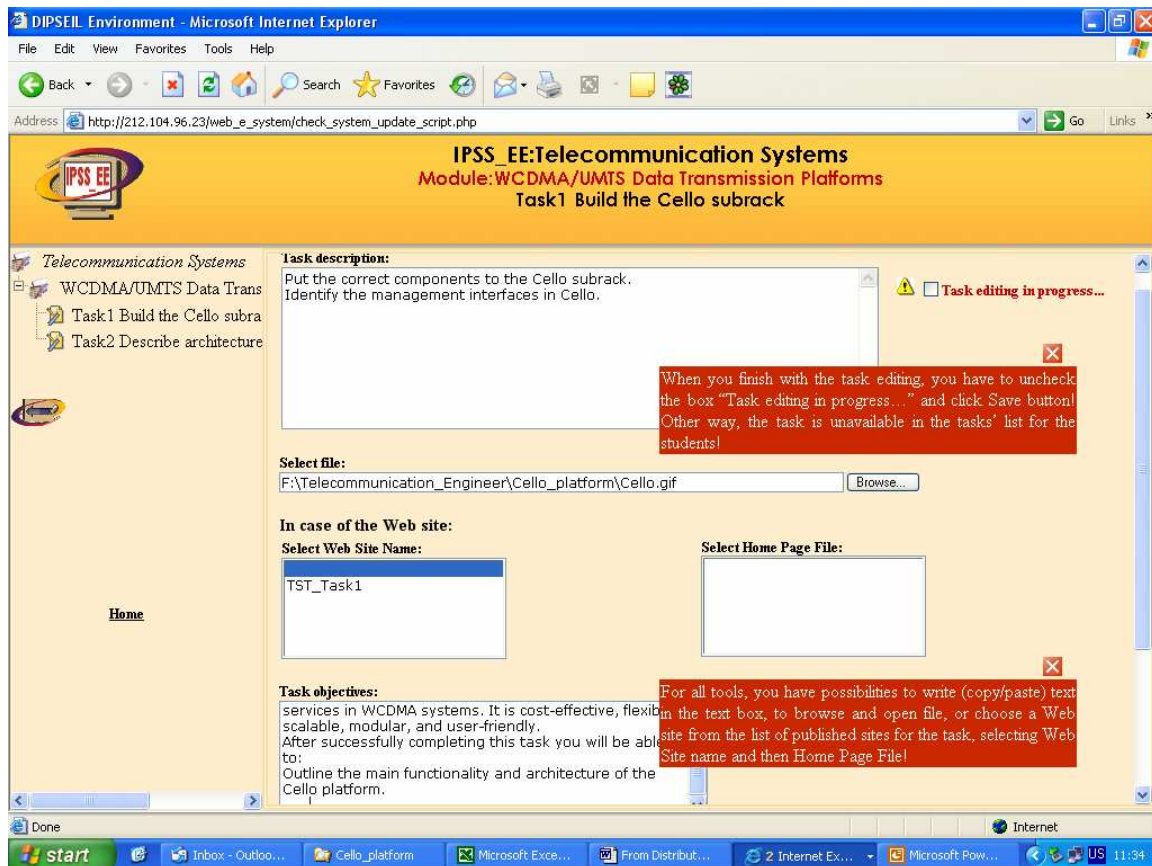 DIPSEIL Environment - Microsoft Internet Explorer
File Edit View Favorites Tools Help
Back Search Favorites
Address http://212.104.96.23/web_e_system/check_system_update_script.php Go Links »
IPSS_EE
IPSS_EE:Telecommunication Systems
Module:WCDMA/UMTS Data Transmission Platforms
Task1 Build the Cello subrack
Telecommunication Systems
WCDMA/UMTS Data Trans
Task1 Build the Cello subra
Task2 Describe architecture
Home
Task description:
Put the correct components to the Cello subrack.
Identify the management interfaces in Cello.
Task editing in progress...
When you finish with the task editing, you have to uncheck
the box “Task editing in progress...” and click Save button!
Other way, the task is unavailable in the tasks’ list for the
students!
Select file:
F:\Telecommunication_Engineer\Cello_platform\Cello.gif Browse...
In case of the Web site:
Select Web Site Name: Select Home Page File:
TST_Task1
Task objectives:
services in WCDMA systems. It is cost-effective, flexib
scalable, modular, and user-friendly.
After successfully completing this task you will be abl
to:
Outline the main functionality and architecture of the
Cello platform.
For all tools, you have possibilities to write (copy/paste) text
in the text box, to browse and open file, or choose a Web
site from the list of published sites for the task, selecting Web
Site name and then Home Page File!
Done Internet
start Inbox - Outloo... Cello_platform Microsoft Exce... From Distribut... 2 Internet Ex... Microsoft Pow... US 11:34